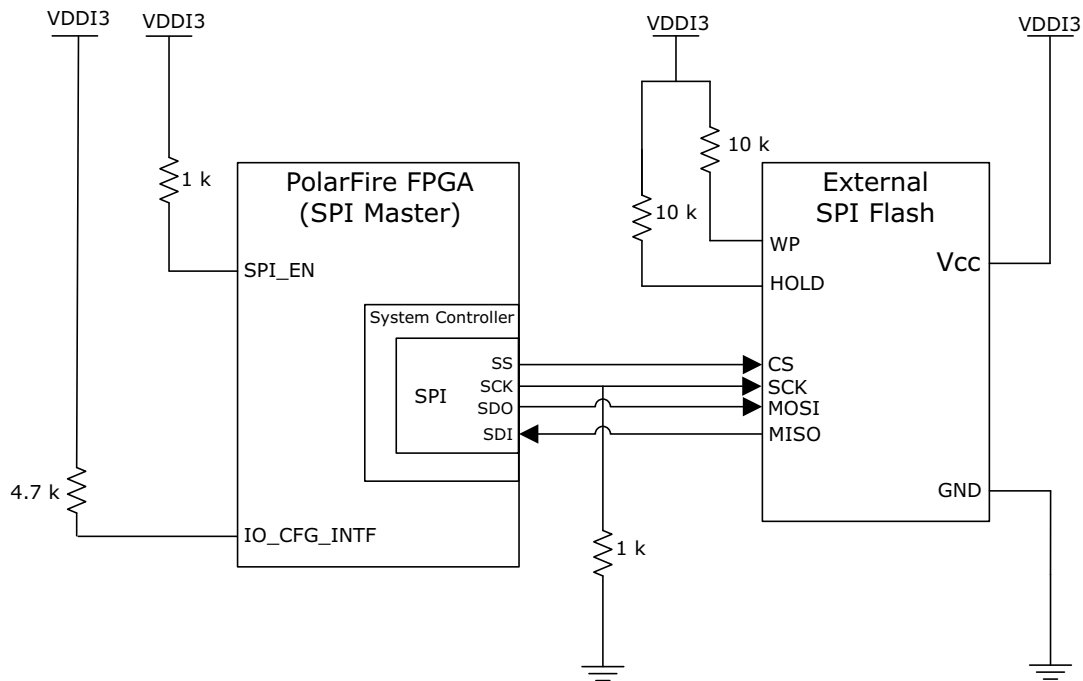 VDDI3
VDDI3
VDDI3
VDDI3
1 k
10 k
10 k
4.7 k
PolarFire FPGA
(SPI Master)
SPI_EN
System Controller
SPI
SS
SCK
SDO
SDI
IO_CFG_INTF
1 k
External
SPI Flash
WP
HOLD
Vcc
CS
SCK
MOSI
MISO
GND